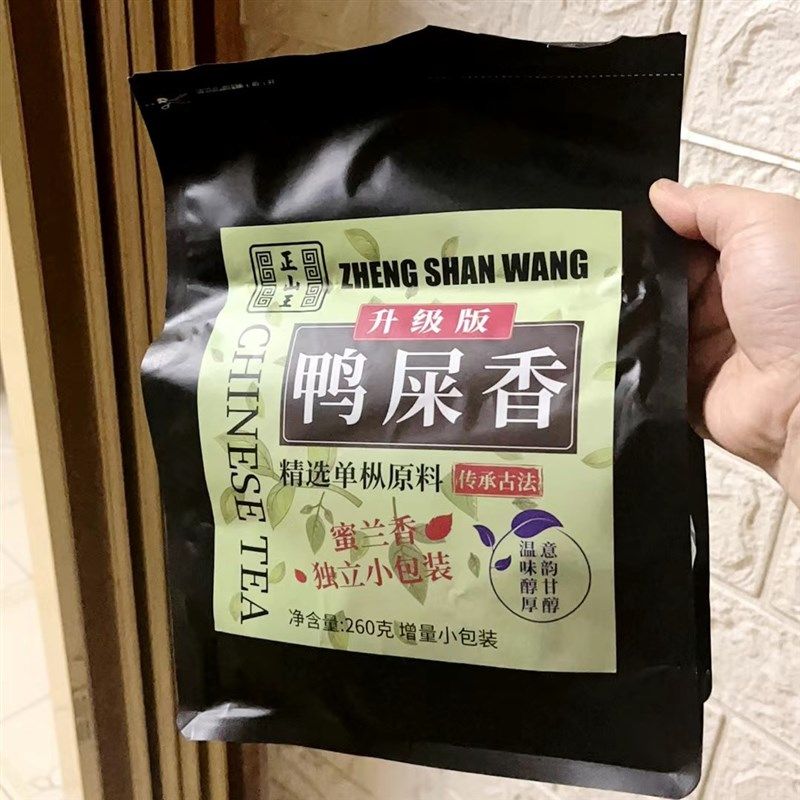 正山王
ZHENG SHAN WANG
升级版
鸭屎香
CHINESE TEA
精选单枞原料
传承古法
蜜兰香
独立小包装
意韵甘醇
温味醇厚
净含量:260克 增量小包装